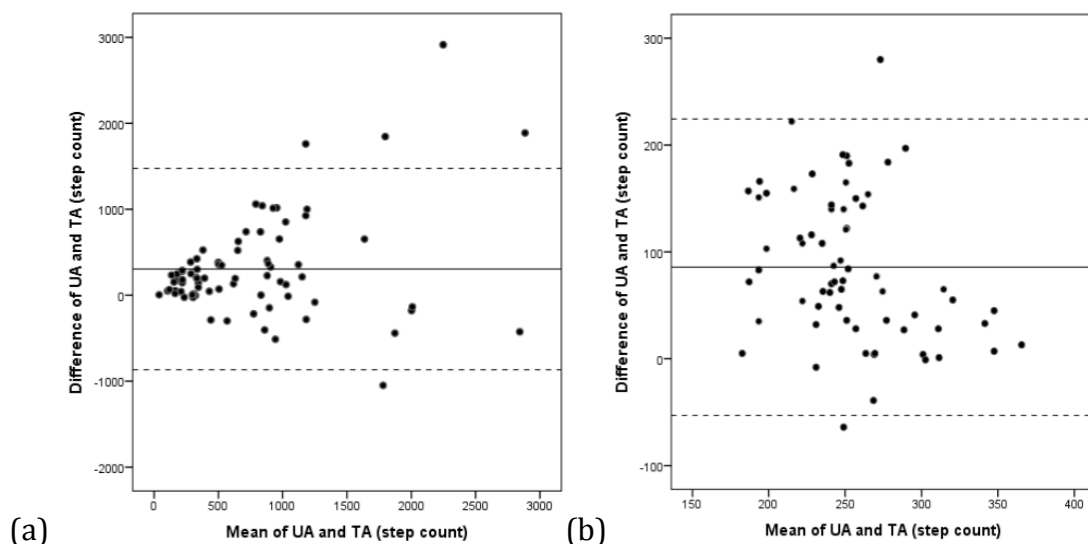 3000
2000
1000
0
-1000
-2000
Difference of UA and TA (step count)
0 500 1000 1500 2000 2500 3000
Mean of UA and TA (step count)
(a)
300
200
100
0
-100
Difference of UA and TA (step count)
150 200 250 300 350 400
Mean of UA and TA (step count)
(b)